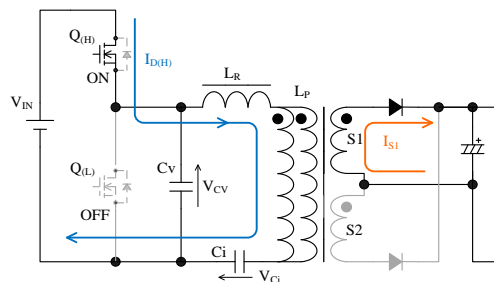 Q(H)
ID(H)
ON
LR
LP
VIN
S1
IS1
Q(L)
Cv
VCV
OFF
S2
Ci
VCi